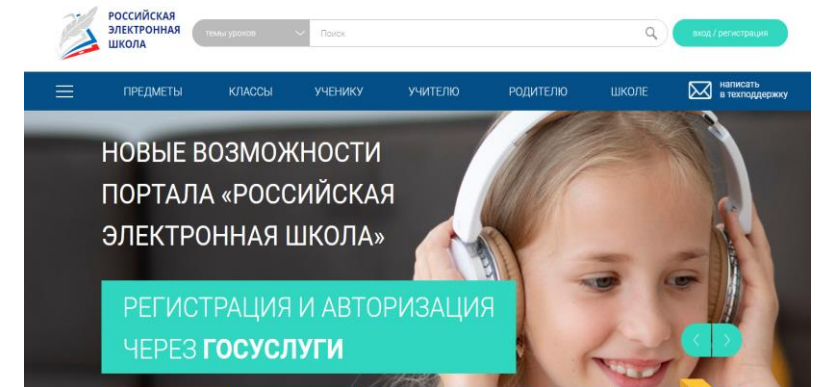 РОССИЙСКАЯ
ЭЛЕКТРОННАЯ
ШКОЛА
темы уроков
Поиск
вход / регистрация
ПРЕДМЕТЫ
КЛАССЫ
УЧЕНИКУ
УЧИТЕЛЮ
РОДИТЕЛЮ
ШКОЛЕ
написать
в техподдержку
НОВЫЕ ВОЗМОЖНОСТИ
ПОРТАЛА «РОССИЙСКАЯ
ЭЛЕКТРОННАЯ ШКОЛА»
РЕГИСТРАЦИЯ И АВТОРИЗАЦИЯ
ЧЕРЕЗ ГОСУСЛУГИ